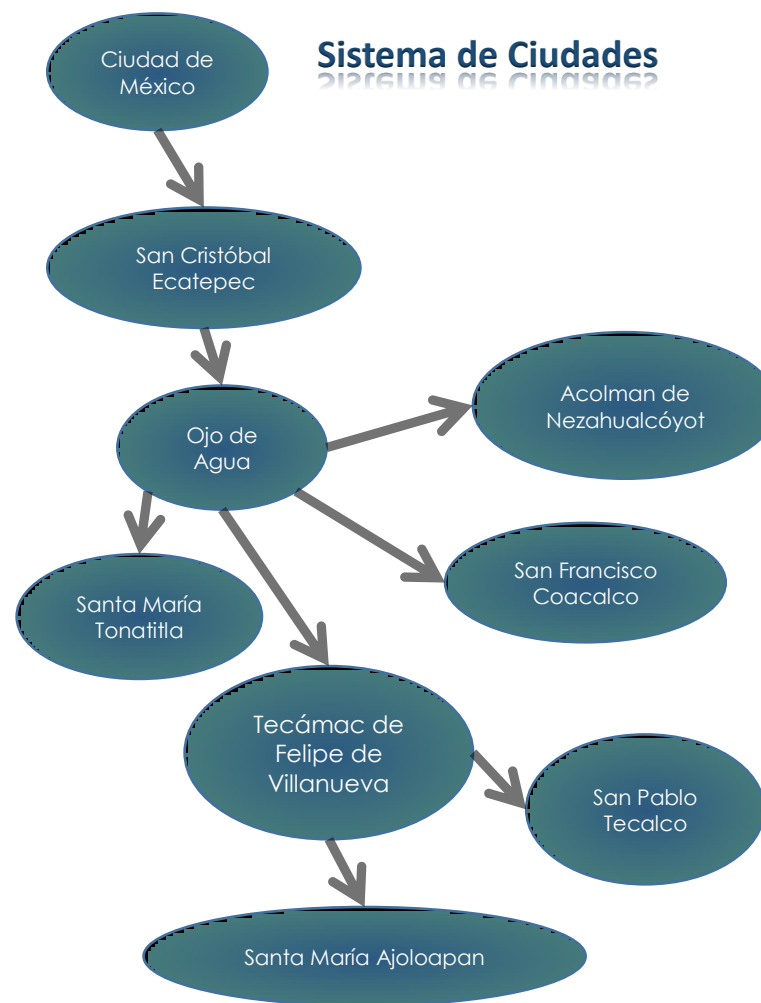 Sistema de Ciudades
Ciudad de
México
San Cristóbal
Ecatepec
Ojo de
Agua
Acolman de
Nezahualcóyot
San Francisco
Coacalco
Santa María
Tonatitla
Tecámac de
Felipe de
Villanueva
San Pablo
Tecalco
Santa María Ajoloapan